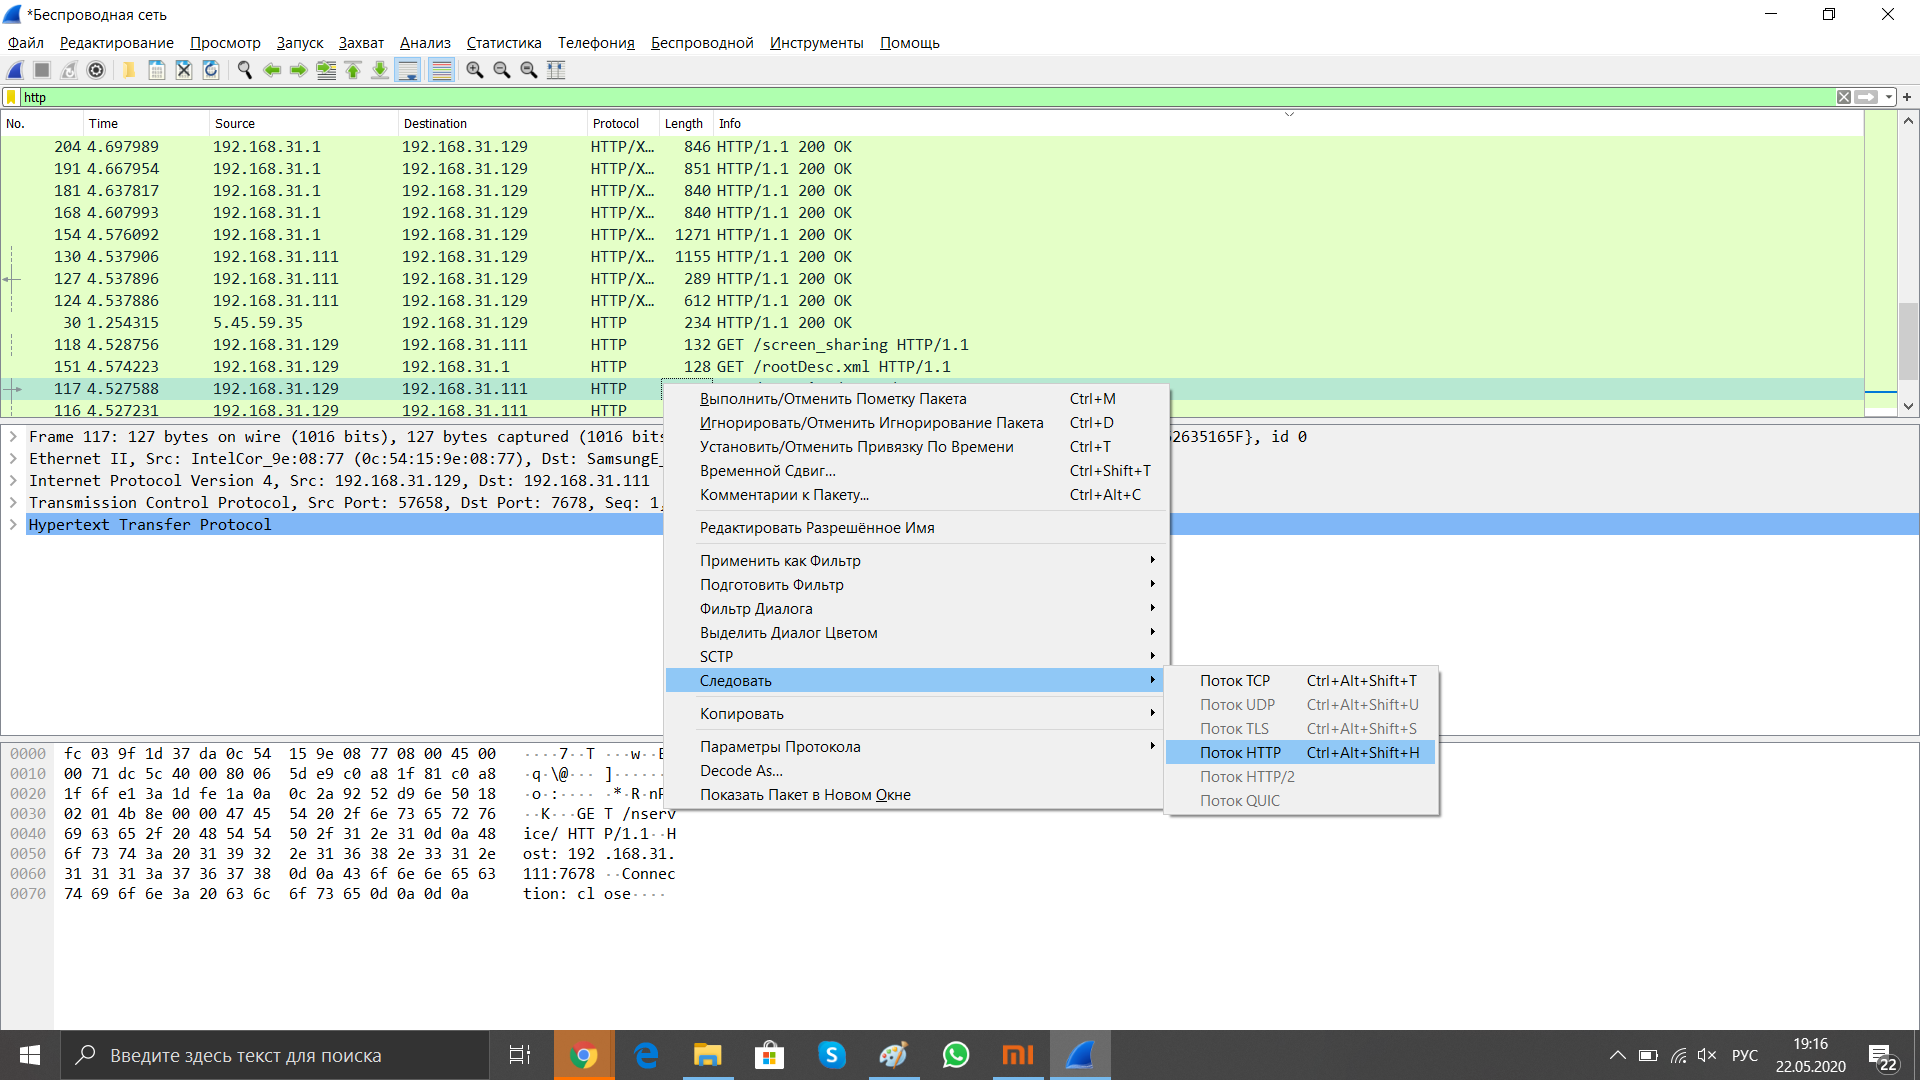 *Беспроводная сеть
Файл Редактирование Просмотр Запуск Захват Анализ Статистика Телефония Беспроводной Инструменты Помощь
http
No. Time Source Destination Protocol Length Info
204 4.697989 192.168.31.1 192.168.31.129 HTTP/X… 846 HTTP/1.1 200 OK
191 4.667954 192.168.31.1 192.168.31.129 HTTP/X… 851 HTTP/1.1 200 OK
181 4.637817 192.168.31.1 192.168.31.129 HTTP/X… 840 HTTP/1.1 200 OK
168 4.607993 192.168.31.1 192.168.31.129 HTTP/X… 840 HTTP/1.1 200 OK
154 4.576092 192.168.31.1 192.168.31.129 HTTP/X… 1271 HTTP/1.1 200 OK
130 4.537906 192.168.31.111 192.168.31.129 HTTP/X… 1155 HTTP/1.1 200 OK
127 4.537896 192.168.31.111 192.168.31.129 HTTP/X… 289 HTTP/1.1 200 OK
124 4.537886 192.168.31.111 192.168.31.129 HTTP/X… 612 HTTP/1.1 200 OK
30 1.254315 5.45.59.35 192.168.31.129 HTTP 234 HTTP/1.1 200 OK
118 4.528756 192.168.31.129 192.168.31.111 HTTP 132 GET /screen_sharing HTTP/1.1
151 4.574223 192.168.31.129 192.168.31.1 HTTP 128 GET /rootDesc.xml HTTP/1.1
117 4.527588 192.168.31.129 192.168.31.111 HTTP
116 4.527231 192.168.31.129 192.168.31.111 HTTP
Выполнить/Отменить Пометку Пакета Ctrl+M
Игнорировать/Отменить Игнорирование Пакета Ctrl+D
Установить/Отменить Привязку По Времени Ctrl+T
Временной Сдвиг... Ctrl+Shift+T
Комментарии к Пакету... Ctrl+Alt+C
Редактировать Разрешённое Имя
Применить как Фильтр
Подготовить Фильтр
Фильтр Диалога
Выделить Диалог Цветом
SCTP
Следовать
Копировать
Параметры Протокола
Decode As...
Показать Пакет в Новом Окне
Поток TCP Ctrl+Alt+Shift+T
Поток UDP Ctrl+Alt+Shift+U
Поток TLS Ctrl+Alt+Shift+S
Поток HTTP Ctrl+Alt+Shift+H
Поток HTTP/2
Поток QUIC
Frame 117: 127 bytes on wire (1016 bits), 127 bytes captured (1016 bits 2635165F}, id 0
Ethernet II, Src: IntelCor_9e:08:77 (0c:54:15:9e:08:77), Dst: SamsungE_
Internet Protocol Version 4, Src: 192.168.31.129, Dst: 192.168.31.111
Transmission Control Protocol, Src Port: 57658, Dst Port: 7678, Seq: 1,
Hypertext Transfer Protocol
0000 fc 03 9f 1d 37 da 0c 54 15 9e 08 77 08 00 45 00 ····7··T ···w··E
0010 00 71 dc 5c 40 00 80 06 5d e9 c0 a8 1f 81 c0 a8 ·q·\@··· ]·······
0020 1f 6f e1 3a 1d fe 1a 0a 0c 2a 92 52 d9 6e 50 18 ·o·:···· ·*·R·nP
0030 02 01 4b 8e 00 00 47 45 54 20 2f 6e 73 65 72 76 ··K···GE T /nserv
0040 69 63 65 2f 20 48 54 54 50 2f 31 2e 31 0d 0a 48 ice/ HTT P/1.1··H
0050 6f 73 74 3a 20 31 39 32 2e 31 36 38 2e 33 31 2e ost: 192 .168.31.
0060 31 31 31 3a 37 36 37 38 0d 0a 43 6f 6e 6e 65 63 111:7678 ··Connec
0070 74 69 6f 6e 3a 20 63 6c 6f 73 65 0d 0a 0d 0a tion: cl ose····
Введите здесь текст для поиска
РУС
19:16
22.05.2020
22